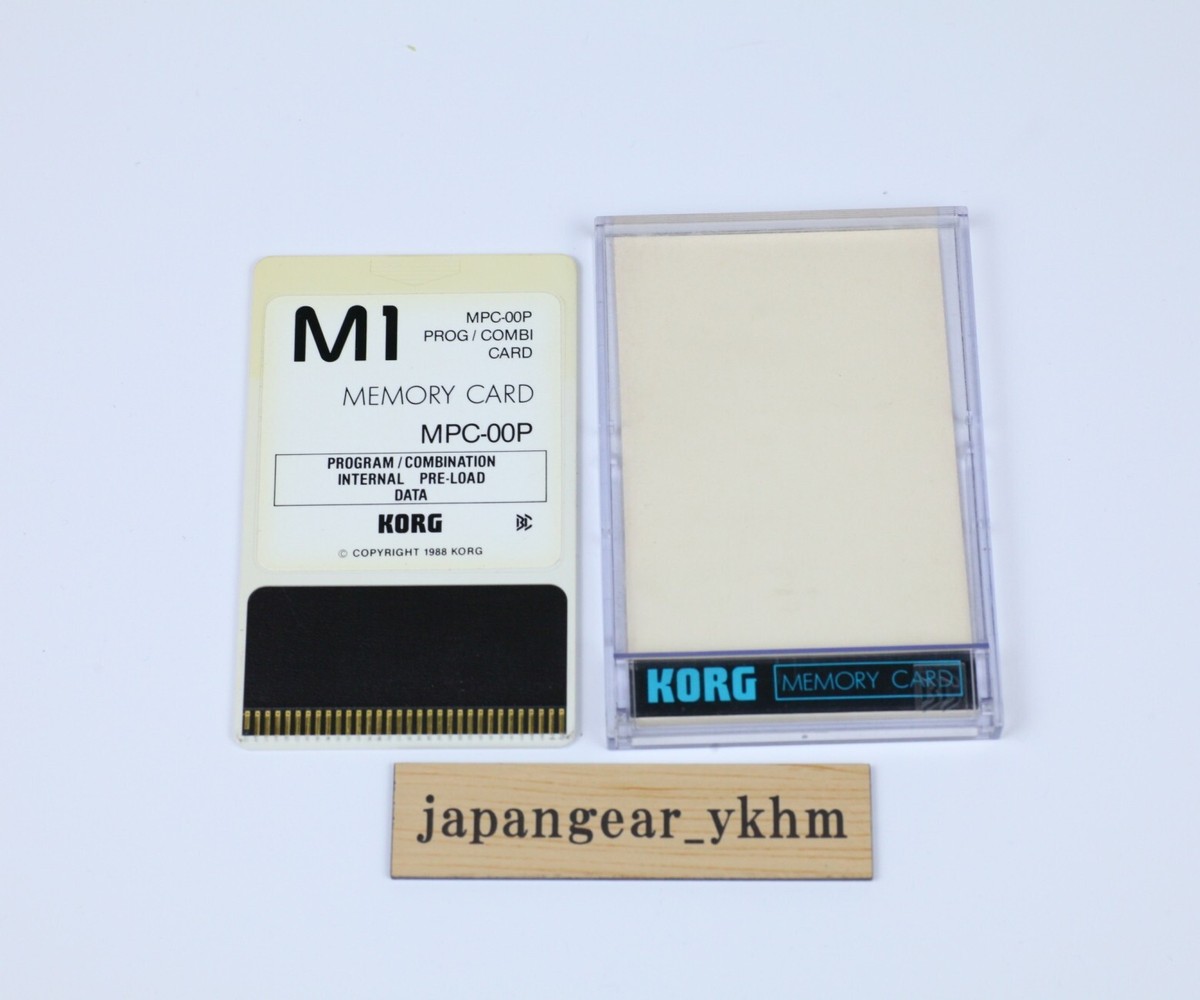 M1
MPC-00P
PROG / COMBI
CARD
MEMORY CARD
MPC-00P
PROGRAM / COMBINATION
INTERNAL PRE-LOAD
DATA
KORG
© COPYRIGHT 1988 KORG
KORG MEMORY CARD
japangear_ykhm